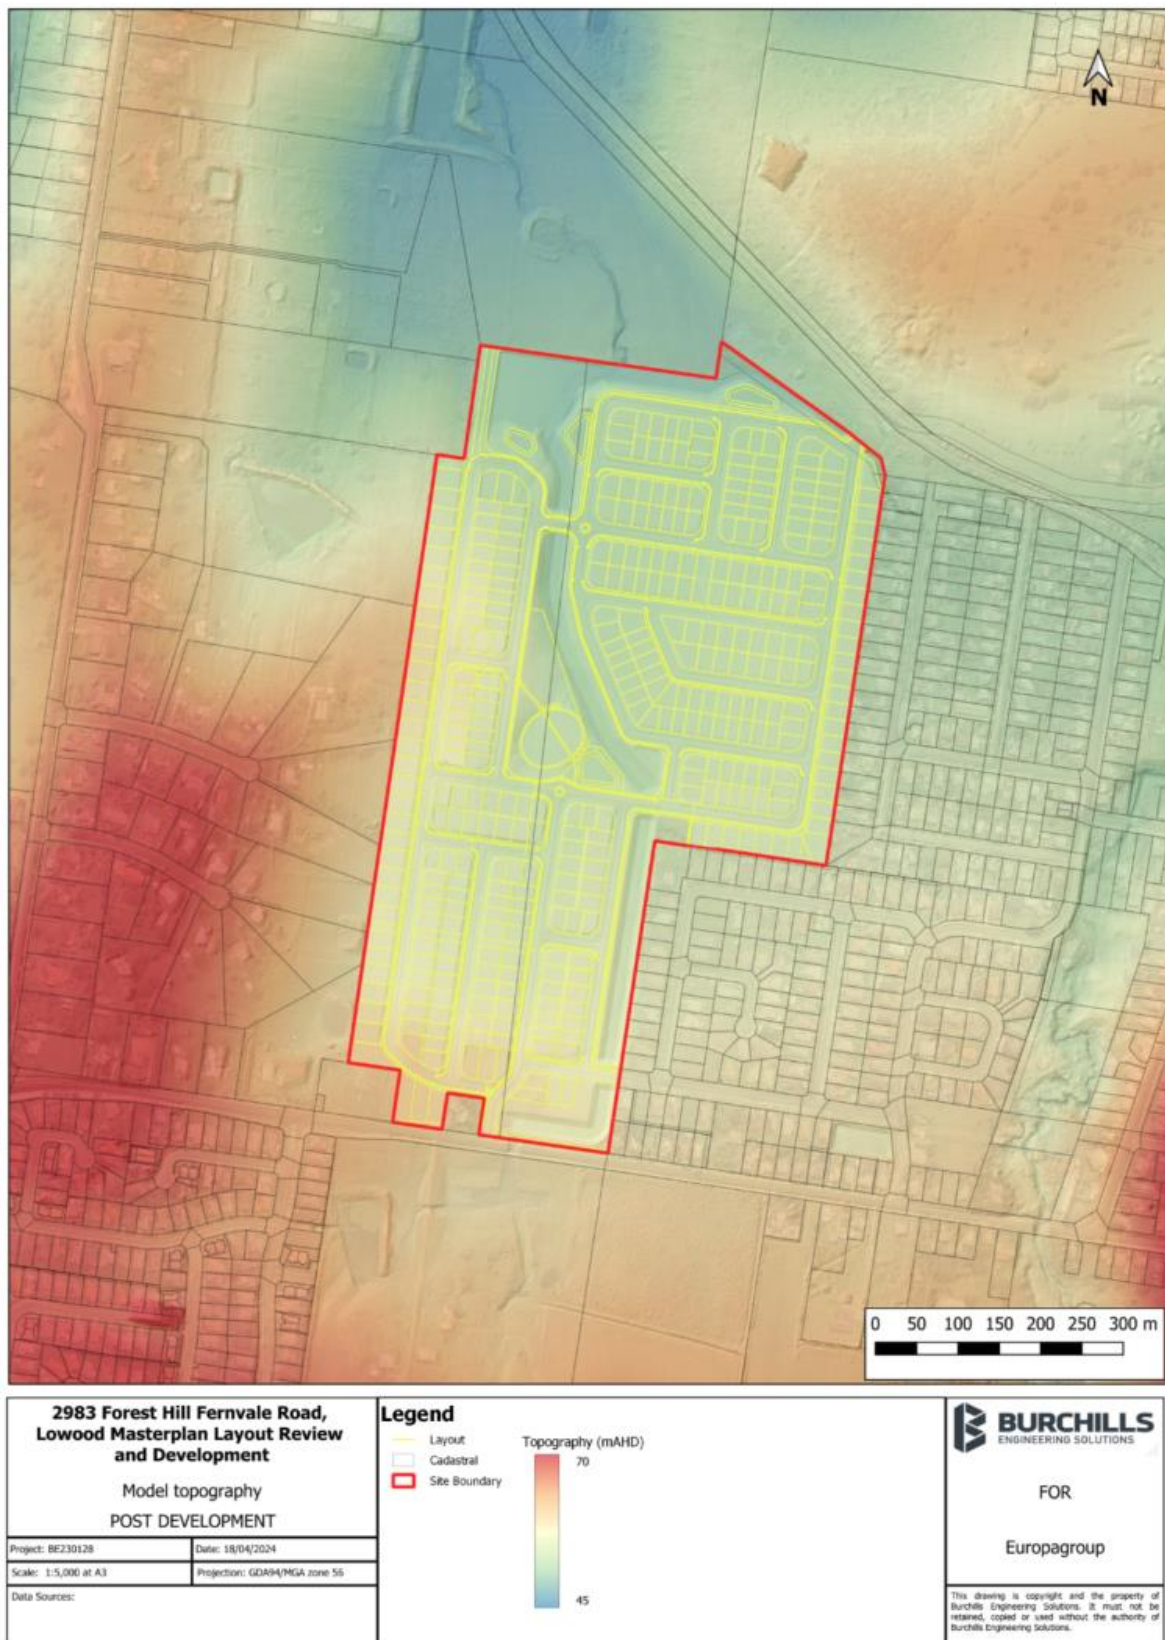 N
0 50 100 150 200 250 300 m
2983 Forest Hill Fernvale Road,
Lowood Masterplan Layout Review
and Development
Model topography
POST DEVELOPMENT
Project: BE230128
Date: 18/04/2024
Scale: 1:5,000 at A3
Projection: GDA94/MGA zone 56
Data Sources:
Legend
Layout
Cadastral
Site Boundary
Topography (mAHD)
70
45
BURCHILLS
ENGINEERING SOLUTIONS
FOR
Europagroup
This drawing is copyright and the property of
Burchills Engineering Solutions. It must not be
retained, copied or used without the authority of
Burchills Engineering Solutions.